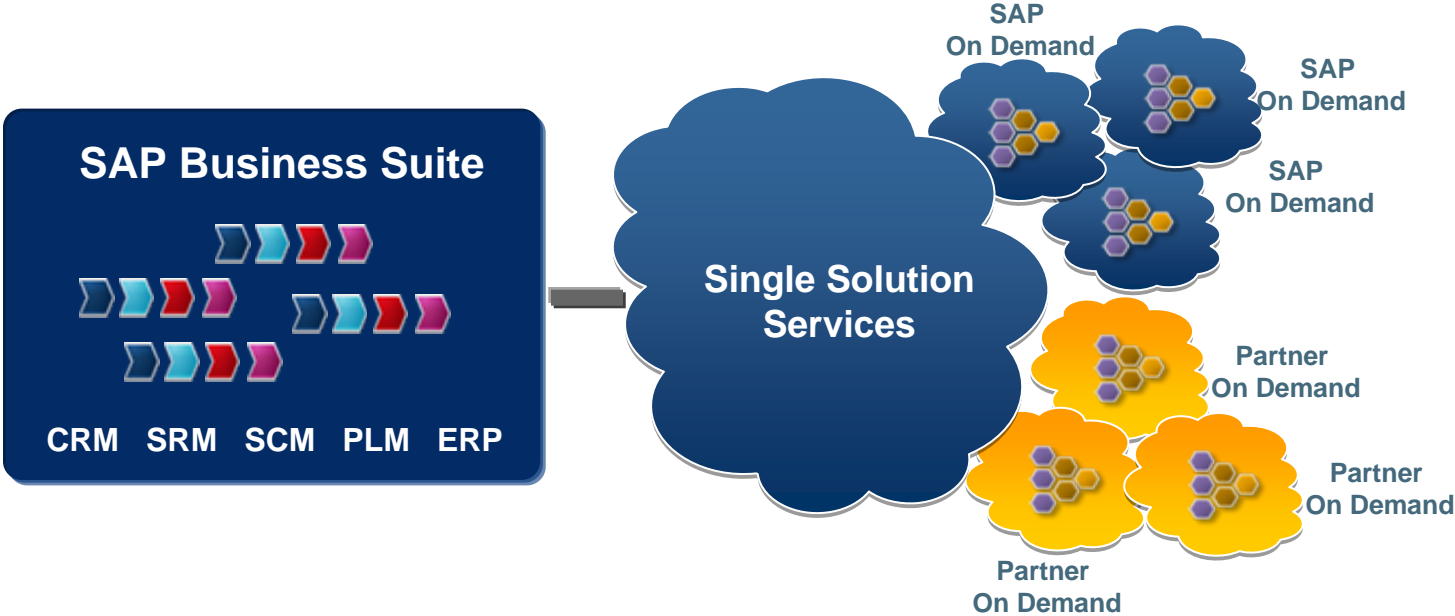 SAP Business Suite
CRM SRM SCM PLM ERP
Single Solution
Services
SAP
On Demand
SAP
On Demand
SAP
On Demand
Partner
On Demand
Partner
On Demand
Partner
On Demand